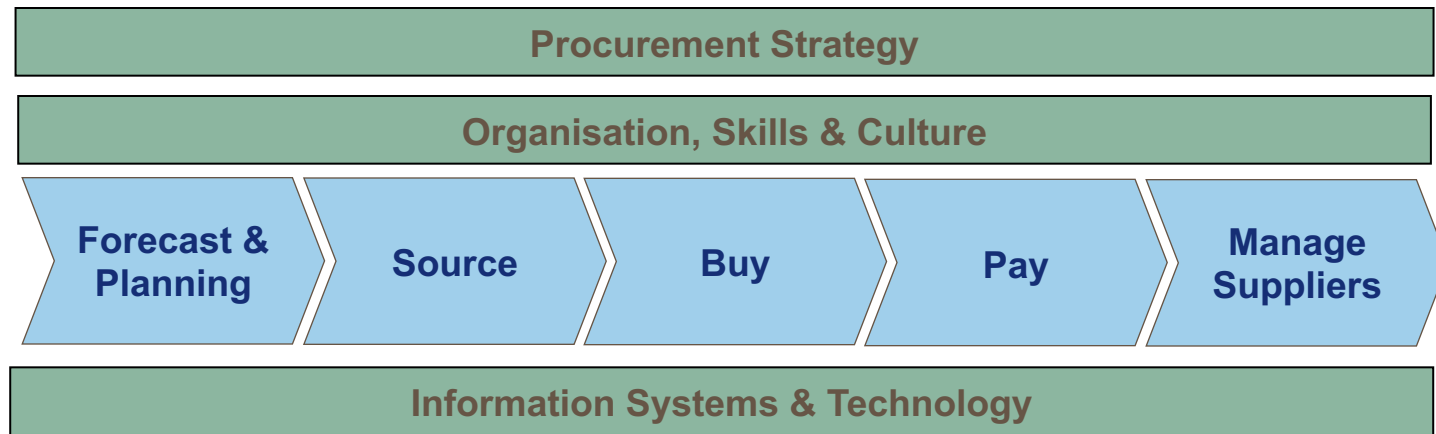 Procurement Strategy
Organisation, Skills & Culture
Forecast &
Planning
Source
Buy
Pay
Manage
Suppliers
Information Systems & Technology